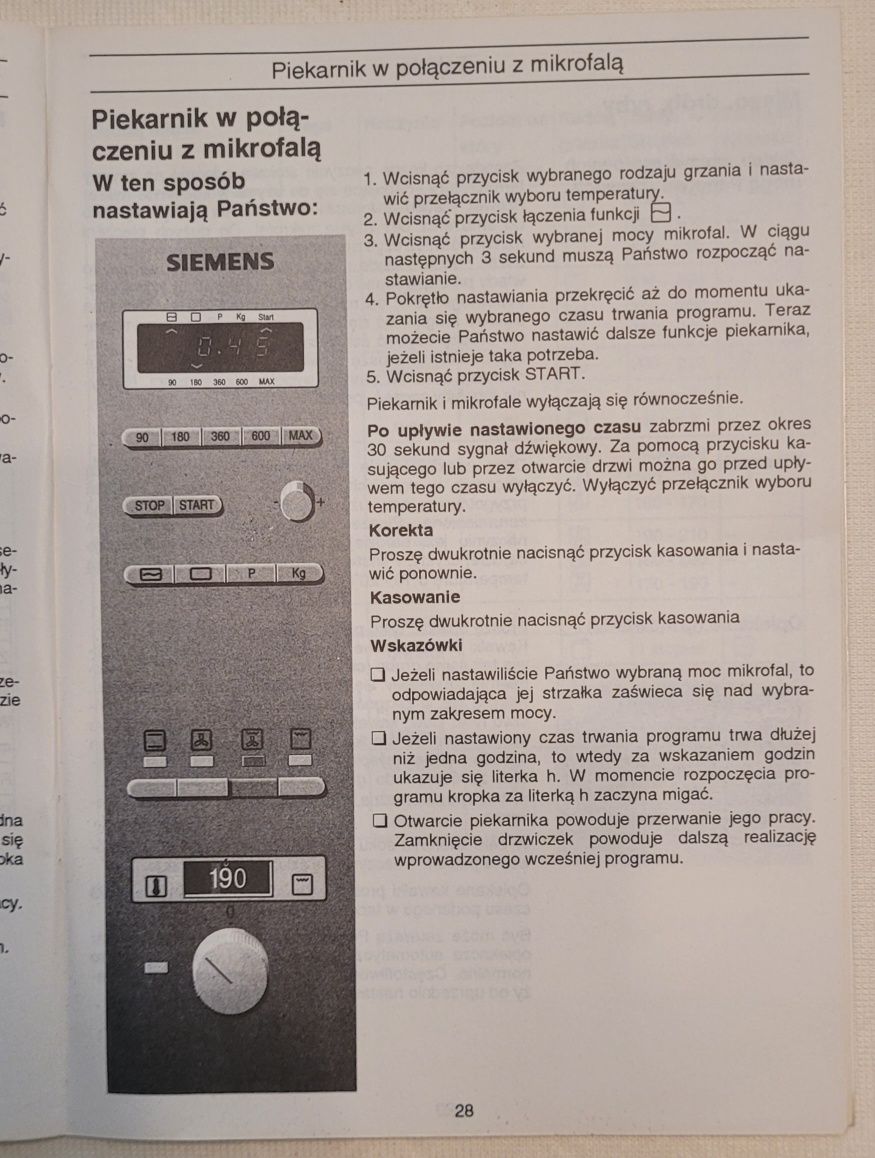 Piekarnik w połączeniu z mikrofalą
Piekarnik w połą-
czeniu z mikrofalą
W ten sposób
nastawiają Państwo:
SIEMENS
P Kg Start
0.45
90 180 360 600 MAX
90 180 360 600 MAX
STOP START - +
P Kg
190
0
1. Wcisnąć przycisk wybranego rodzaju grzania i nasta-
wić przełącznik wyboru temperatury.
2. Wcisnąć przycisk łączenia funkcji .
3. Wcisnąć przycisk wybranej mocy mikrofal. W ciągu
następnych 3 sekund muszą Państwo rozpocząć na-
stawianie.
4. Pokrętło nastawiania przekręcić aż do momentu uka-
zania się wybranego czasu trwania programu. Teraz
możecie Państwo nastawić dalsze funkcje piekarnika,
jeżeli istnieje taka potrzeba.
5. Wcisnąć przycisk START.
Piekarnik i mikrofale wyłączają się równocześnie.
Po upływie nastawionego czasu zabrzmi przez okres
30 sekund sygnał dźwiękowy. Za pomocą przycisku ka-
sującego lub przez otwarcie drzwi można go przed upły-
wem tego czasu wyłączyć. Wyłączyć przełącznik wyboru
temperatury.
Korekta
Proszę dwukrotnie nacisnąć przycisk kasowania i nasta-
wić ponownie.
Kasowanie
Proszę dwukrotnie nacisnąć przycisk kasowania
Wskazówki
❑ Jeżeli nastawiliście Państwo wybraną moc mikrofal, to
odpowiadająca jej strzałka zaświeca się nad wybra-
nym zakresem mocy.
❑ Jeżeli nastawiony czas trwania programu trwa dłużej
niż jedna godzina, to wtedy za wskazaniem godzin
ukazuje się literka h. W momencie rozpoczęcia pro-
gramu kropka za literką h zaczyna migać.
❑ Otwarcie piekarnika powoduje przerwanie jego pracy.
Zamknięcie drzwiczek powoduje dalszą realizację
wprowadzonego wcześniej programu.
28